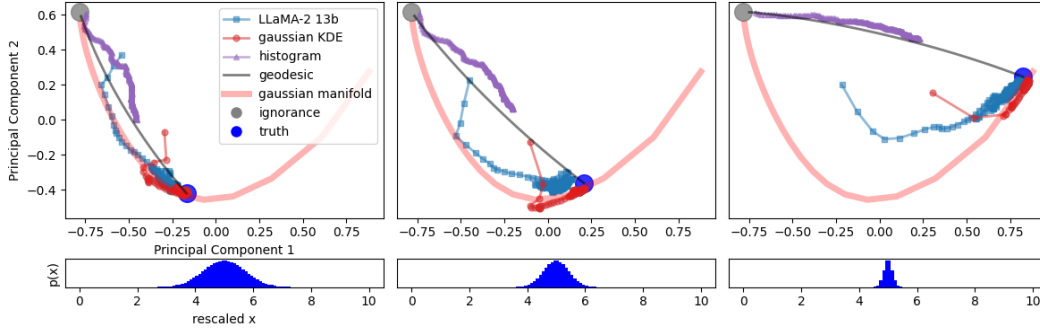 Principal Component 2
0.6
0.4
0.2
0.0
−0.2
−0.4
LLaMA-2 13b
gaussian KDE
histogram
geodesic
gaussian manifold
ignorance
truth
−0.75 −0.50 −0.25 0.00 0.25 0.50 0.75
−0.75 −0.50 −0.25 0.00 0.25 0.50 0.75
−0.75 −0.50 −0.25 0.00 0.25 0.50 0.75
Principal Component 1
p(x)
0 2 4 6 8 10
0 2 4 6 8 10
0 2 4 6 8 10
rescaled x